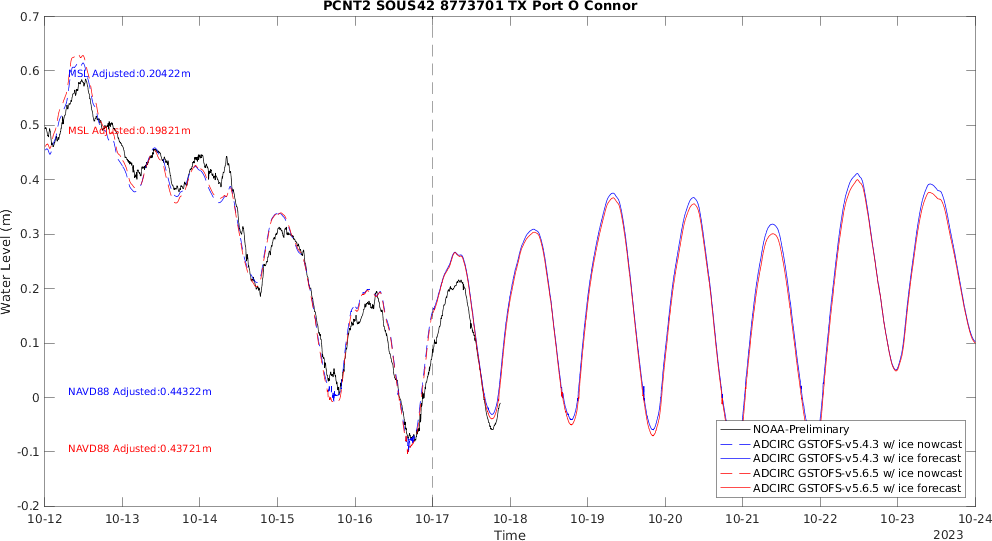 PCNT2 SOUS42 8773701 TX Port O Connor
0.7
0.6
0.5
0.4
0.3
0.2
0.1
0
-0.1
-0.2
Water Level (m)
MSL Adjusted:0.20422m
MSL Adjusted:0.19821m
NAVD88 Adjusted:0.44322m
NAVD88 Adjusted:0.43721m
NOAA-Preliminary
ADCIRC GSTOFS-v5.4.3 w/ ice nowcast
ADCIRC GSTOFS-v5.4.3 w/ ice forecast
ADCIRC GSTOFS-v5.6.5 w/ ice nowcast
ADCIRC GSTOFS-v5.6.5 w/ ice forecast
10-12 10-13 10-14 10-15 10-16 10-17 10-18 10-19 10-20 10-21 10-22 10-23 10-24
Time
2023